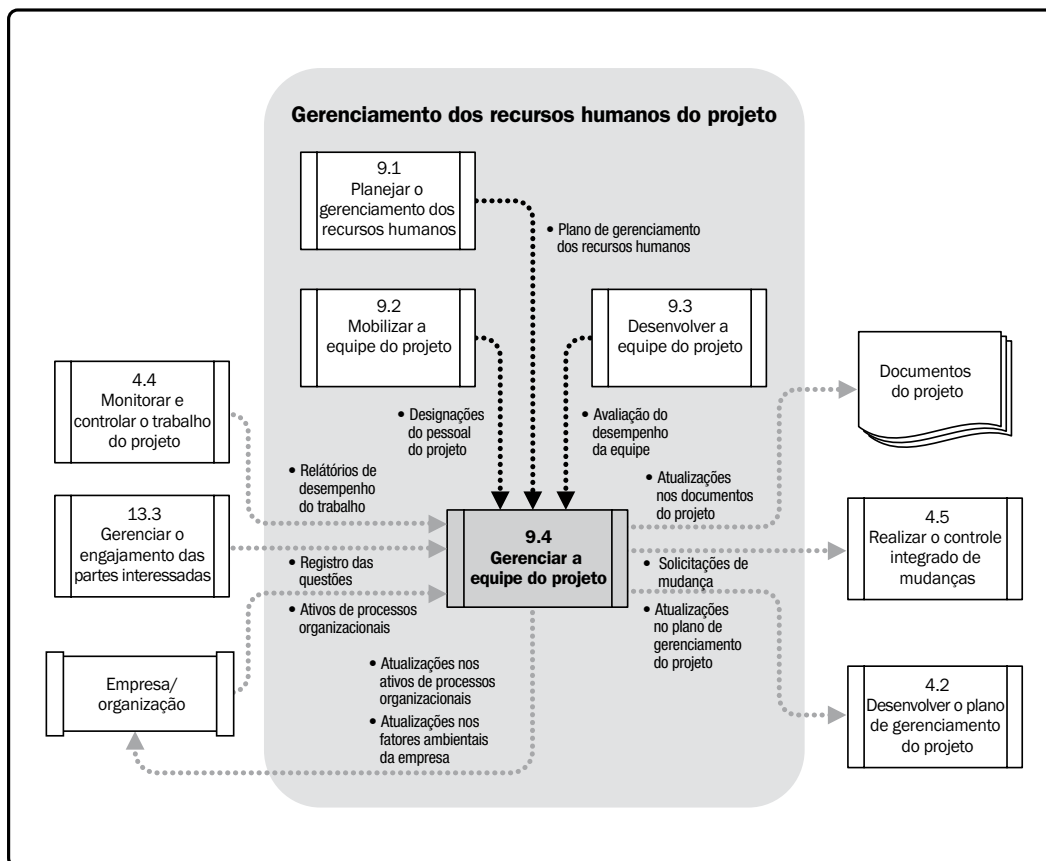 Gerenciamento dos recursos humanos do projeto
9.1
Planejar o
gerenciamento dos
recursos humanos
• Plano de gerenciamento
dos recursos humanos
9.2
Mobilizar a
equipe do projeto
9.3
Desenvolver a
equipe do projeto
4.4
Monitorar e
controlar o trabalho
do projeto
Documentos
do projeto
• Designações
do pessoal
do projeto
• Avaliação do
desempenho
da equipe
• Relátórios de
desempenho
do trabalho
• Atualizações
nos documentos
do projeto
13.3
Gerenciar o
engajamento das
partes interessadas
9.4
Gerenciar a
equipe do projeto
4.5
Realizar o controle
integrado de
mudanças
• Registro das
questões
• Ativos de processos
organizacionais
• Solicitações de
mudança
• Atualizações
no plano de
gerenciamento
do projeto
Empresa/
organização
• Atualizações nos
ativos de processos
organizacionais
• Atualizações nos
fatores ambientais
da empresa
4.2
Desenvolver o plano
de gerenciamento
do projeto